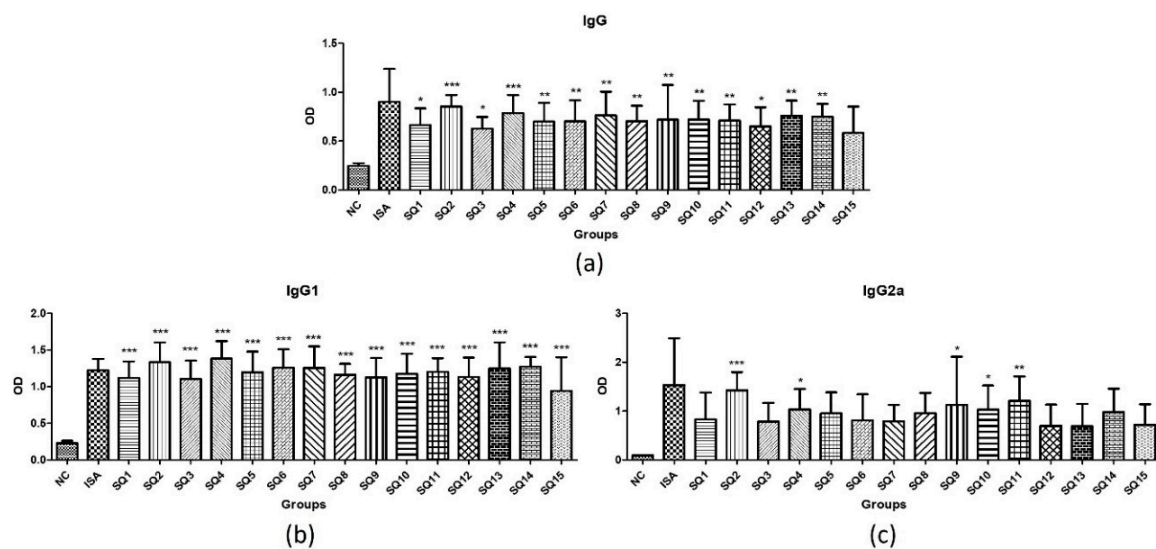 IgG
* *** * *** ** ** ** ** ** ** ** * ** **
1.5
1.0
0.5
0.0
OD
NC ISA SQ1 SQ2 SQ3 SQ4 SQ5 SQ6 SQ7 SQ8 SQ9 SQ10 SQ11 SQ12 SQ13 SQ14 SQ15
Groups
(a)
IgG1
*** *** *** *** *** *** *** *** *** *** *** *** *** *** ***
2.0
1.5
1.0
0.5
0.0
OD
NC ISA SQ1 SQ2 SQ3 SQ4 SQ5 SQ6 SQ7 SQ8 SQ9 SQ10 SQ11 SQ12 SQ13 SQ14 SQ15
Groups
(b)
IgG2a
*** * * * **
3
2
1
0
OD
NC ISA SQ1 SQ2 SQ3 SQ4 SQ5 SQ6 SQ7 SQ8 SQ9 SQ10 SQ11 SQ12 SQ13 SQ14 SQ15
Groups
(c)